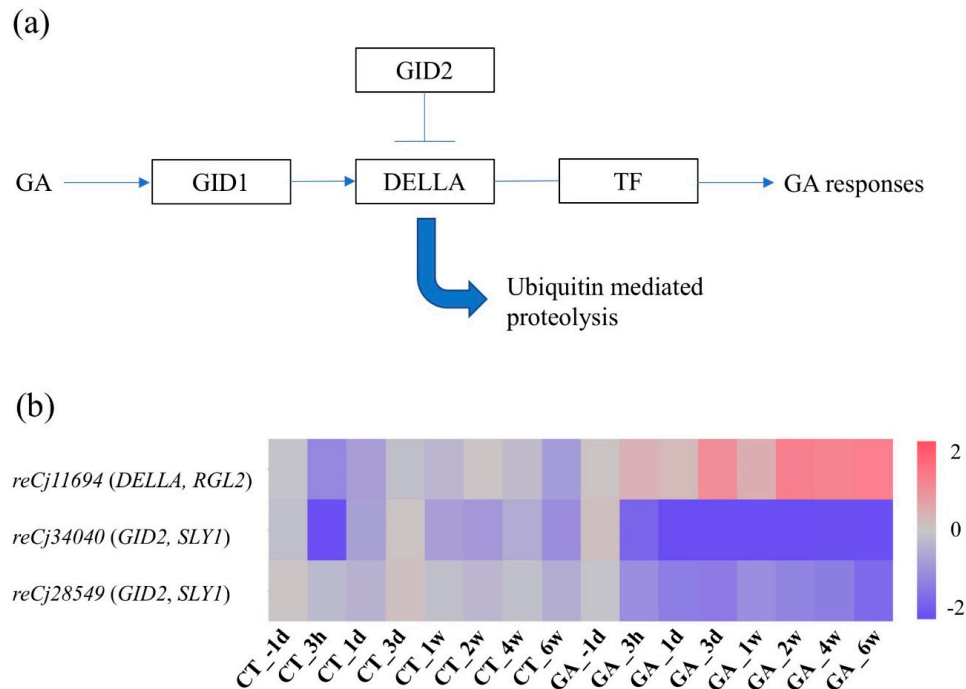 (a)
GID2
GA
GID1
DELLA
TF
GA responses
Ubiquitin mediated
proteolysis
(b)
reCj11694 (DELLA, RGL2)
reCj34040 (GID2, SLY1)
reCj28549 (GID2, SLY1)
2
0
-2
CT_-1d
CT_3h
CT_1d
CT_3d
CT_1w
CT_2w
CT_4w
CT_6w
GA_-1d
GA_3h
GA_1d
GA_3d
GA_1w
GA_2w
GA_4w
GA_6w